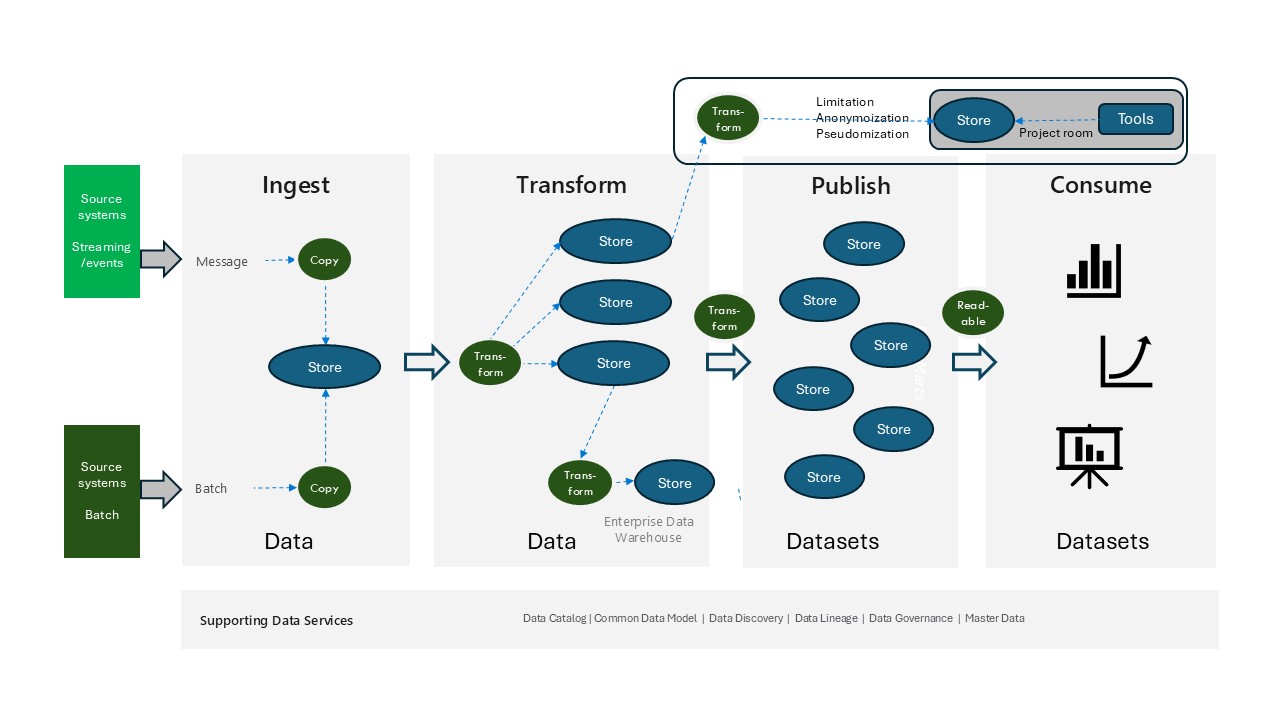 Trans-
form
Limitation
Anonymoization
Pseudomization
Store
Project room
Tools
Source
systems
Streaming
/events
Ingest
Message
Copy
Store
Source
systems
Batch
Batch
Copy
Data
Transform
Store
Store
Trans-
form
Store
Trans-
form
Store
Enterprise Data
Warehouse
Data
Trans-
form
Publish
Store
Store
Store
Marts
Store
Store
Store
Datasets
Read-
able
Consume
Datasets
Supporting Data Services
Data Catalog | Common Data Model | Data Discovery | Data Lineage | Data Governance | Master Data